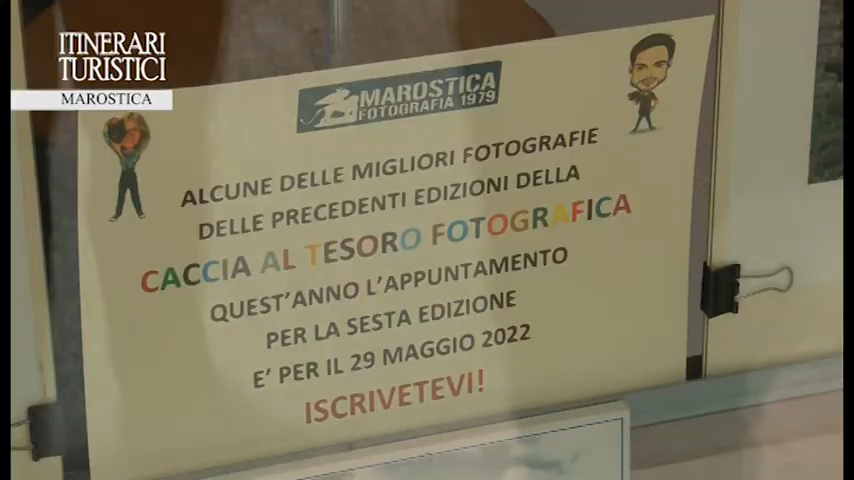 ITINERARI
TURISTICI
MAROSTICA
MAROSTICA
FOTOGRAFIA 1979
ALCUNE DELLE MIGLIORI FOTOGRAFIE
DELLE PRECEDENTI EDIZIONI DELLA
CACCIA AL TESORO FOTOGRAFICA
QUEST'ANNO L'APPUNTAMENTO
PER LA SESTA EDIZIONE
E' PER IL 29 MAGGIO 2022
ISCRIVETEVI!